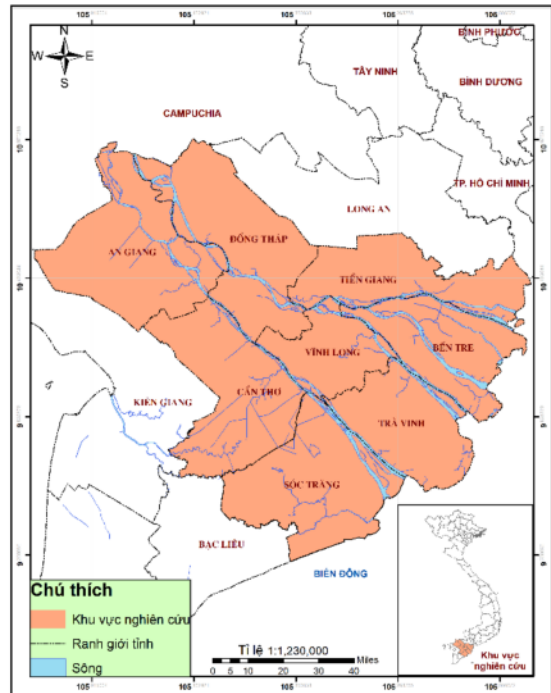 N
W E
S
BÌNH PHƯỚC
TÂY NINH
BÌNH DƯƠNG
CAMPUCHIA
TP. HỒ CHÍ MINH
LONG AN
ĐỒNG THÁP
AN GIANG
TIỀN GIANG
BẾN TRE
VĨNH LONG
CẦN THƠ
KIÊN GIANG
TRÀ VINH
SÓC TRĂNG
BẠC LIÊU
BIỂN ĐÔNG
Chú thích
Khu vực nghiên cứu
Ranh giới tỉnh
Sông
Tỉ lệ 1:1,230,000
0 5 10 20 30 40
Miles
Khu vực
nghiên cứu